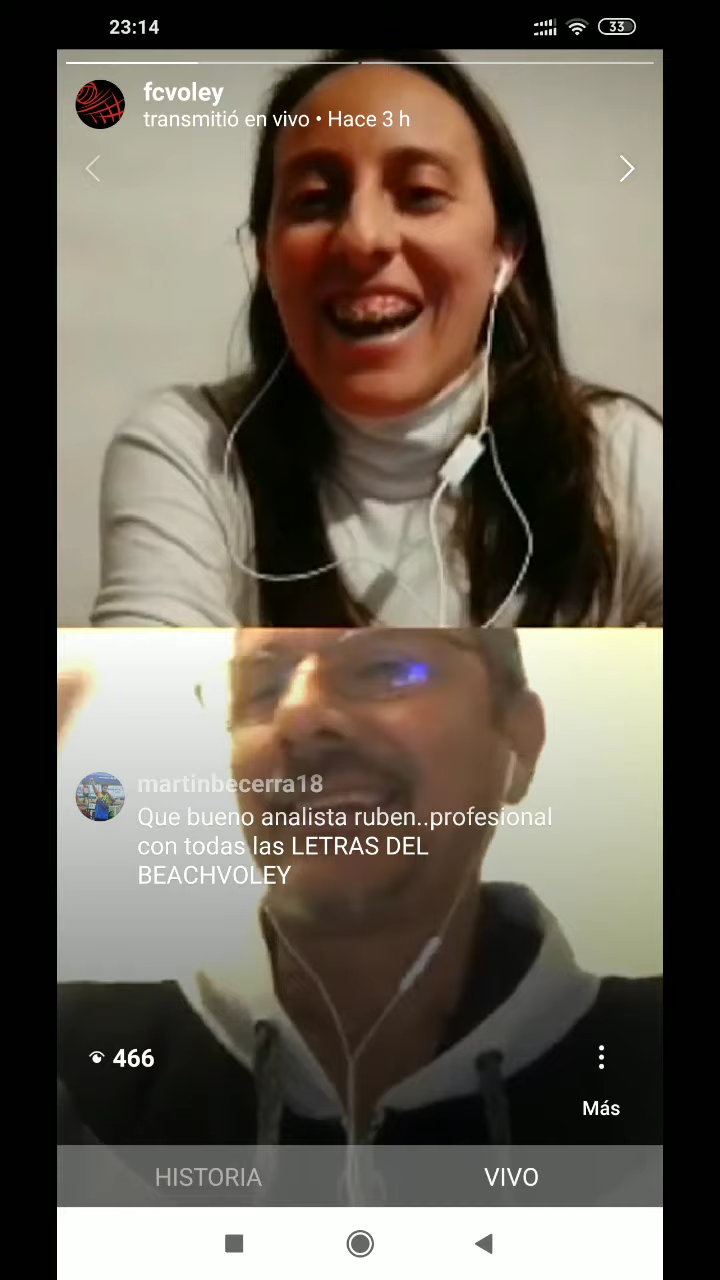 23:14
33
fcvoley
transmitió en vivo • Hace 3 h
martinbecerra18
Que bueno analista ruben..profesional
con todas las LETRAS DEL
BEACHVOLEY
466
Más
HISTORIA
VIVO